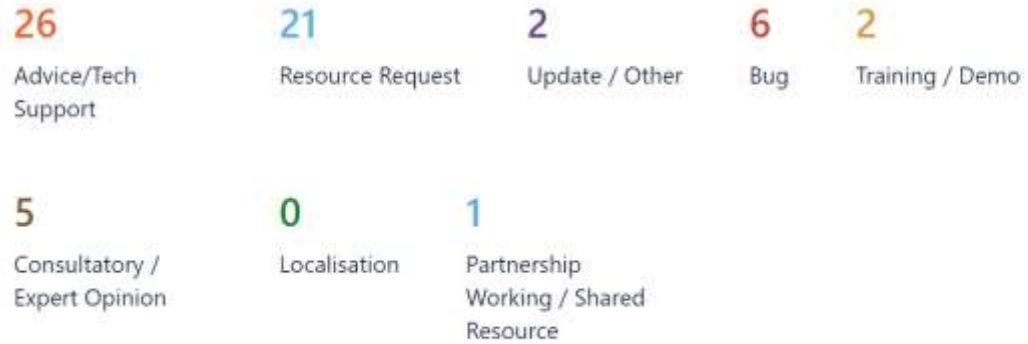 26
Advice/Tech
Support
21
Resource Request
2
Update / Other
6
Bug
2
Training / Demo
5
Consultatory /
Expert Opinion
0
Localisation
1
Partnership
Working / Shared
Resource